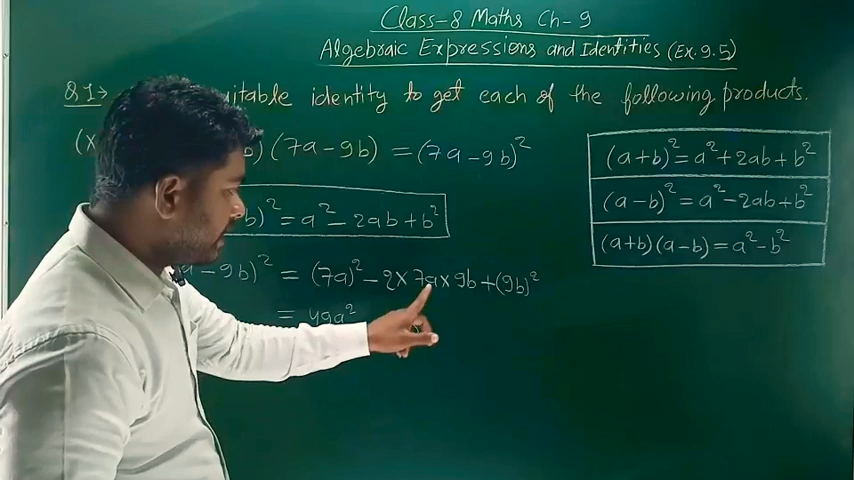 Class-8 Maths Ch-9
Algebraic Expressions and Identities (Ex. 9.5)
Q1→ identity to get each of the following products.
(x b) (7a-9b) = (7a-9b)²
b)² = a² - 2ab + b²
a-9b)² = (7a)² - 2×7a×9b + (9b)²
= 49a²
(a+b)² = a² + 2ab + b²
(a-b)² = a² - 2ab + b²
(a+b)(a-b) = a² - b²